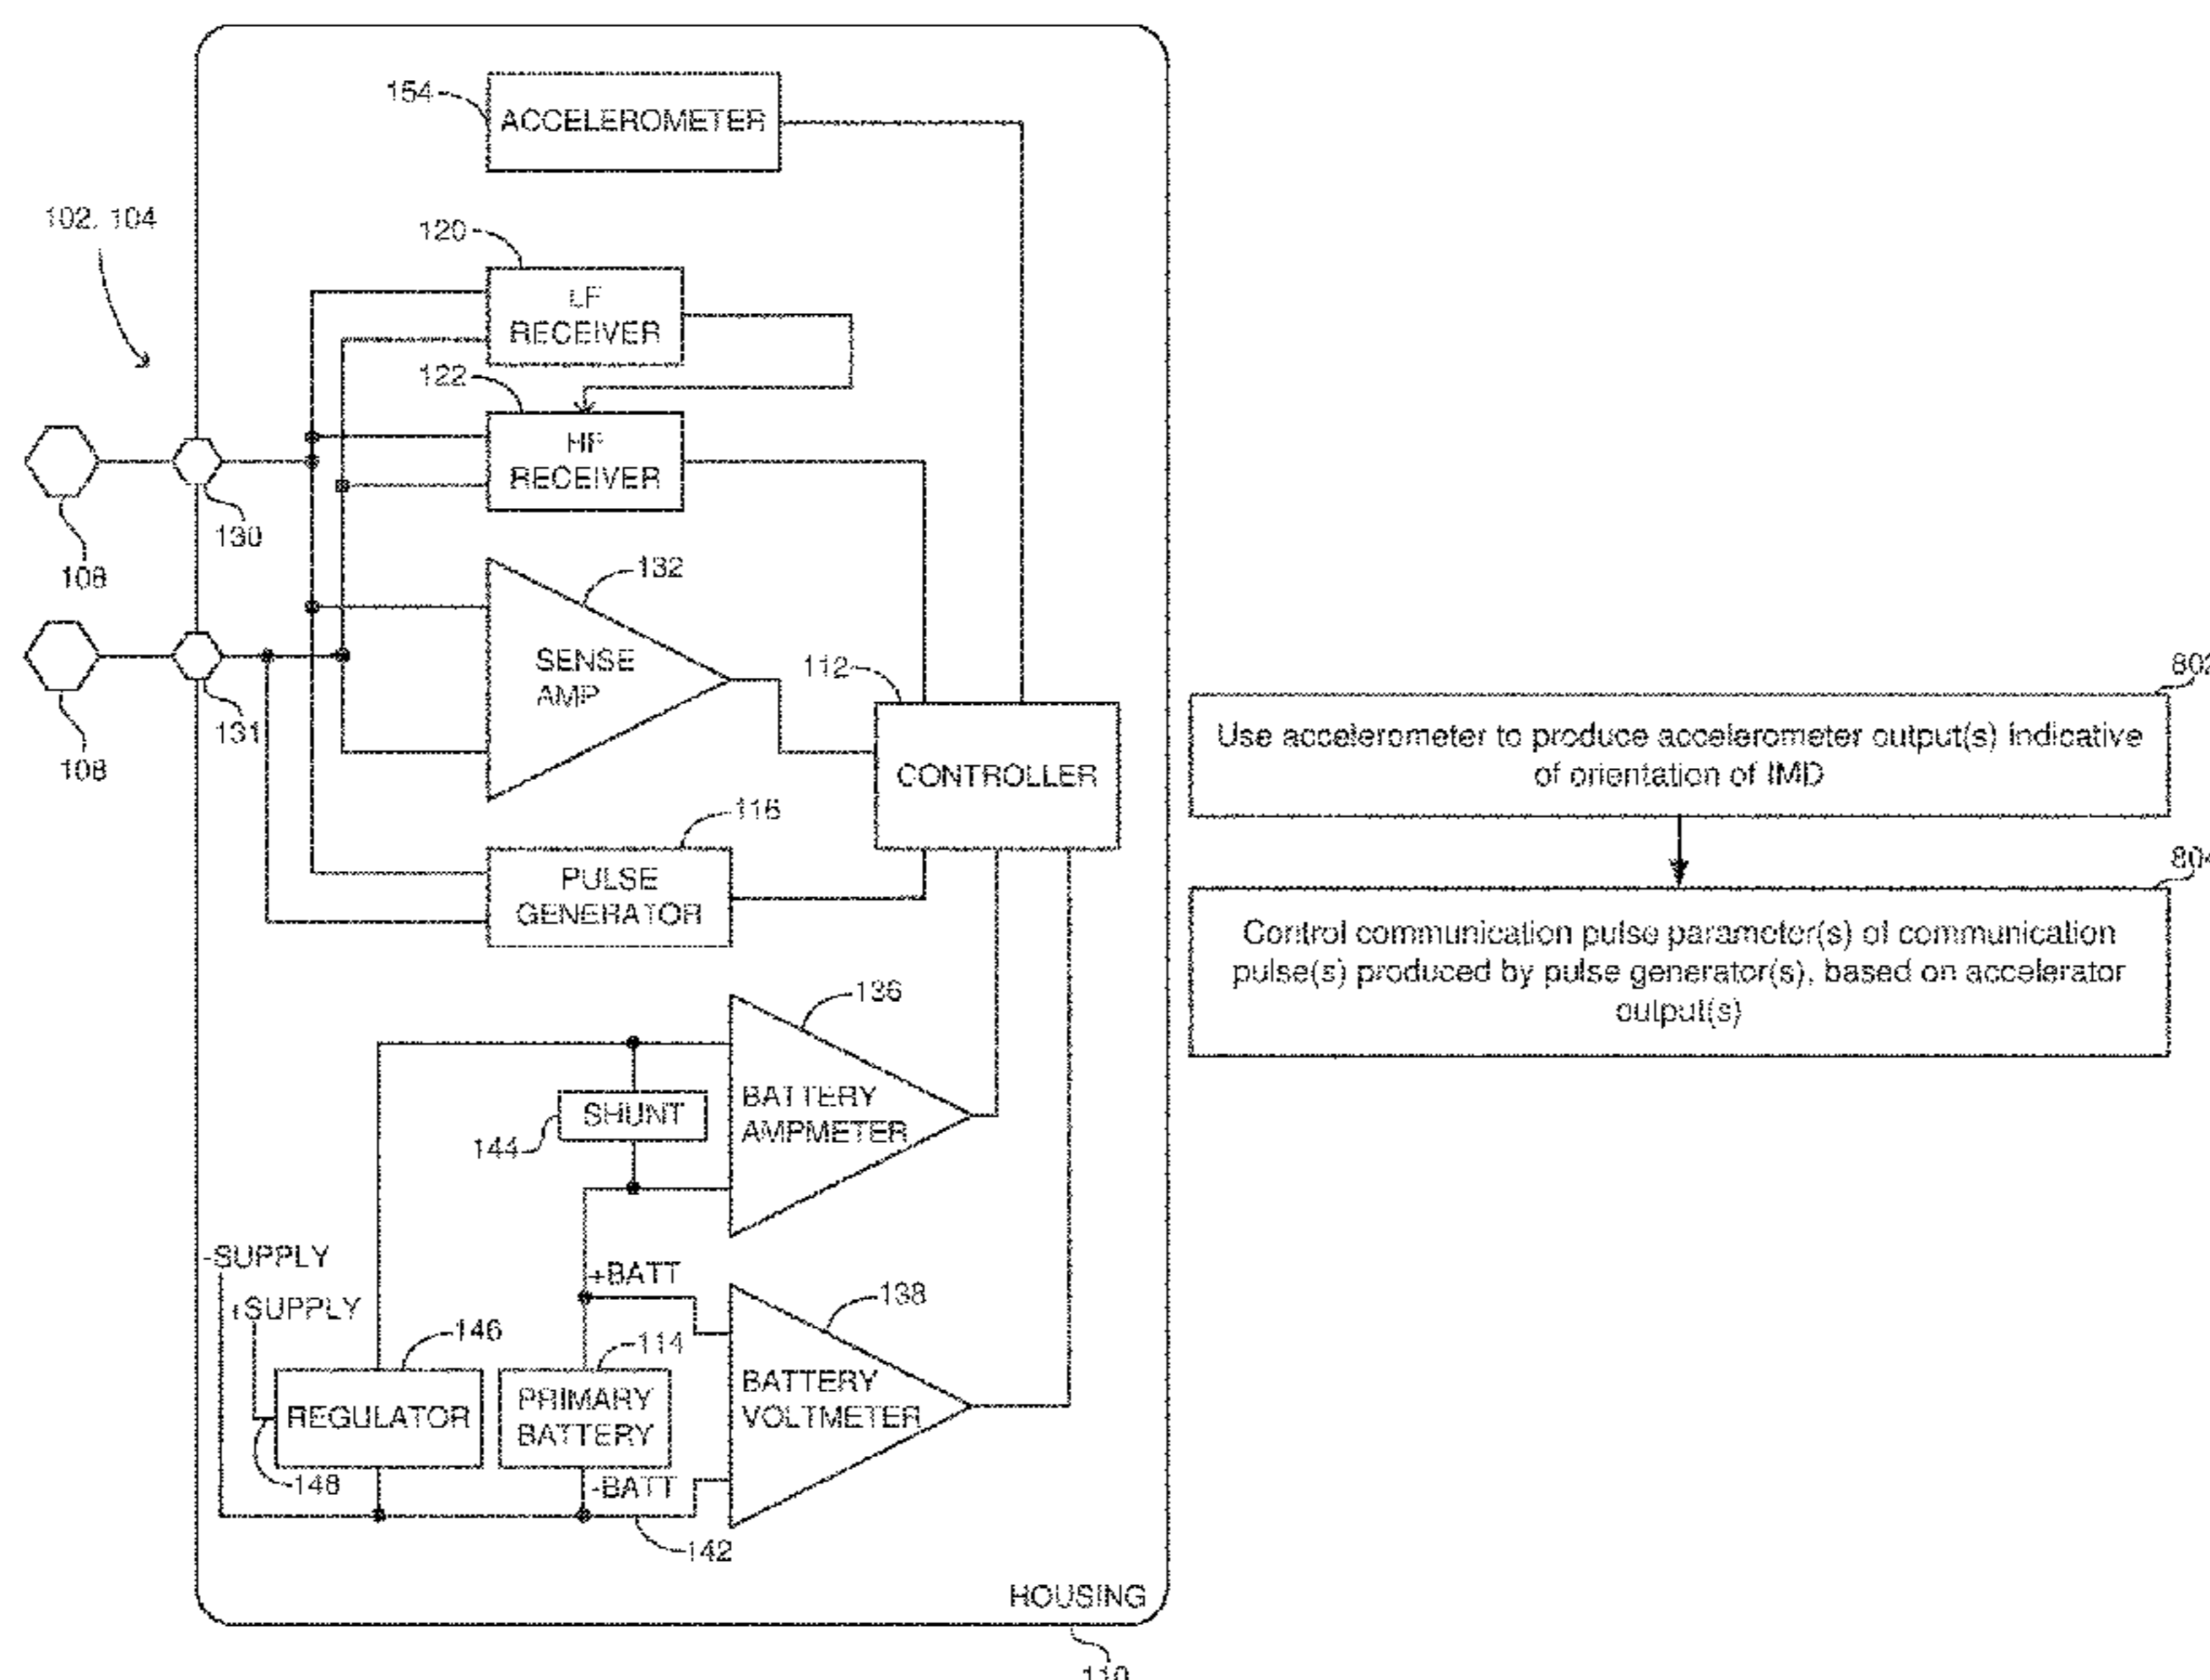 154
ACCELEROMETER
102, 104
120
LF
RECEIVER
122
HF
RECEIVER
130
108
132
SENSE
AMP
131
108
112
CONTROLLER
116
PULSE
GENERATOR
136
BATTERY
AMPMETER
SHUNT
144
-SUPPLY
+SUPPLY
+BATT
138
146
114
REGULATOR
PRIMARY
BATTERY
BATTERY
VOLTMETER
148
-BATT
142
HOUSING
110
802
Use accelerometer to produce accelerometer output(s) indicative
of orientation of IMD
804
Control communication pulse parameter(s) of communication
pulse(s) produced by pulse generator(s), based on accelerator
output(s)